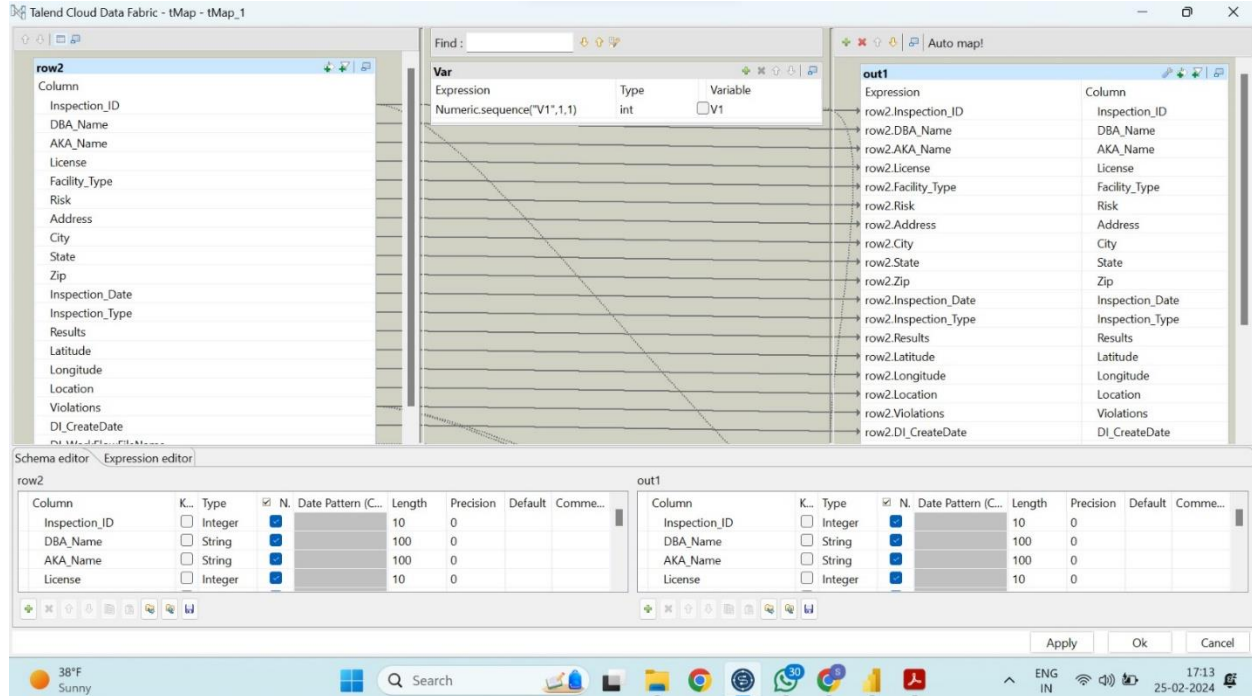 Talend Cloud Data Fabric - tMap - tMap_1
Find :
Auto map!
row2
Column
Inspection_ID
DBA_Name
AKA_Name
License
Facility_Type
Risk
Address
City
State
Zip
Inspection_Date
Inspection_Type
Results
Latitude
Longitude
Location
Violations
DI_CreateDate
DI_WorkFlowFileName
Var
Expression Type Variable
Numeric.sequence("V1",1,1) int V1
out1
Expression Column
row2.Inspection_ID Inspection_ID
row2.DBA_Name DBA_Name
row2.AKA_Name AKA_Name
row2.License License
row2.Facility_Type Facility_Type
row2.Risk Risk
row2.Address Address
row2.City City
row2.State State
row2.Zip Zip
row2.Inspection_Date Inspection_Date
row2.Inspection_Type Inspection_Type
row2.Results Results
row2.Latitude Latitude
row2.Longitude Longitude
row2.Location Location
row2.Violations Violations
row2.DI_CreateDate DI_CreateDate
Schema editor Expression editor
row2
Column K... Type N. Date Pattern (C... Length Precision Default Comme...
Inspection_ID Integer 10 0
DBA_Name String 100 0
AKA_Name String 100 0
License Integer 10 0
out1
Column K... Type N. Date Pattern (C... Length Precision Default Comme...
Inspection_ID Integer 10 0
DBA_Name String 100 0
AKA_Name String 100 0
License Integer 10 0
Apply Ok Cancel
38°F
Sunny
Search
30
S
ENG
IN
17:13
25-02-2024